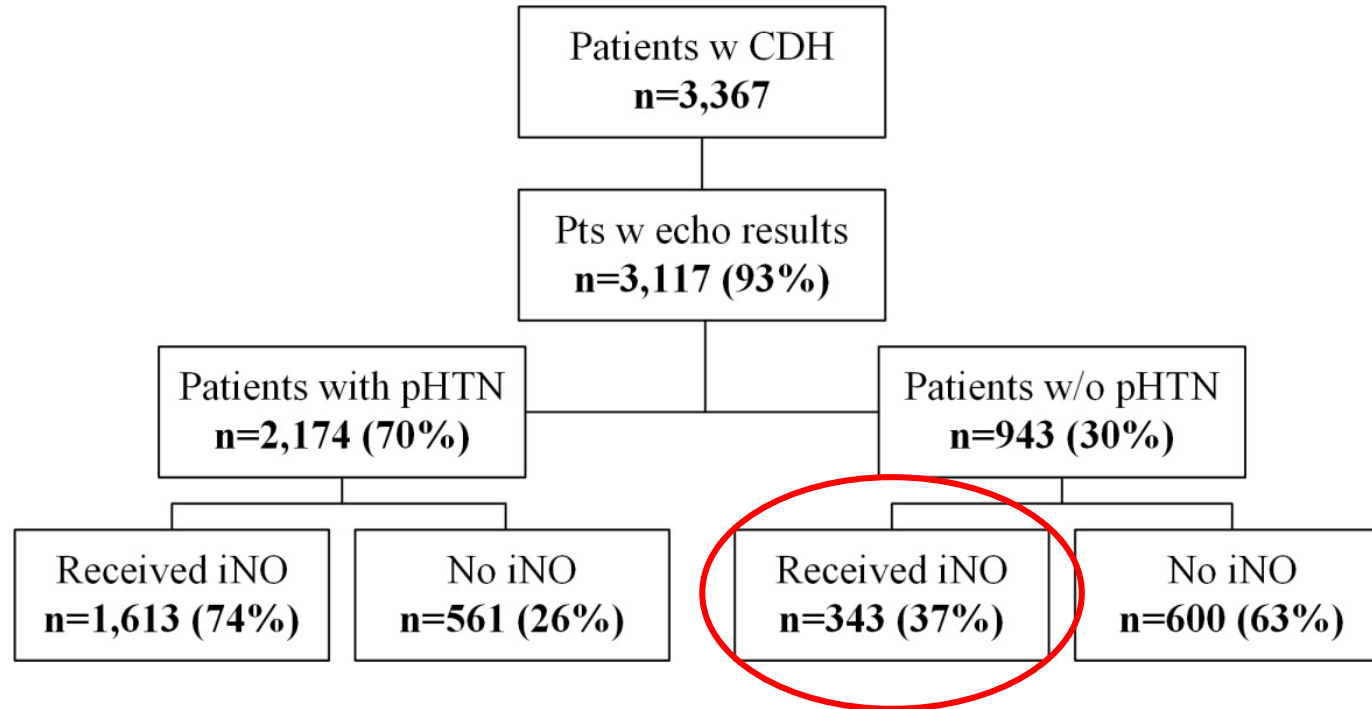 Patients w CDH
n=3,367
Pts w echo results
n=3,117 (93%)
Patients with pHTN
n=2,174 (70%)
Patients w/o pHTN
n=943 (30%)
Received iNO
n=1,613 (74%)
No iNO
n=561 (26%)
Received iNO
n=343 (37%)
No iNO
n=600 (63%)